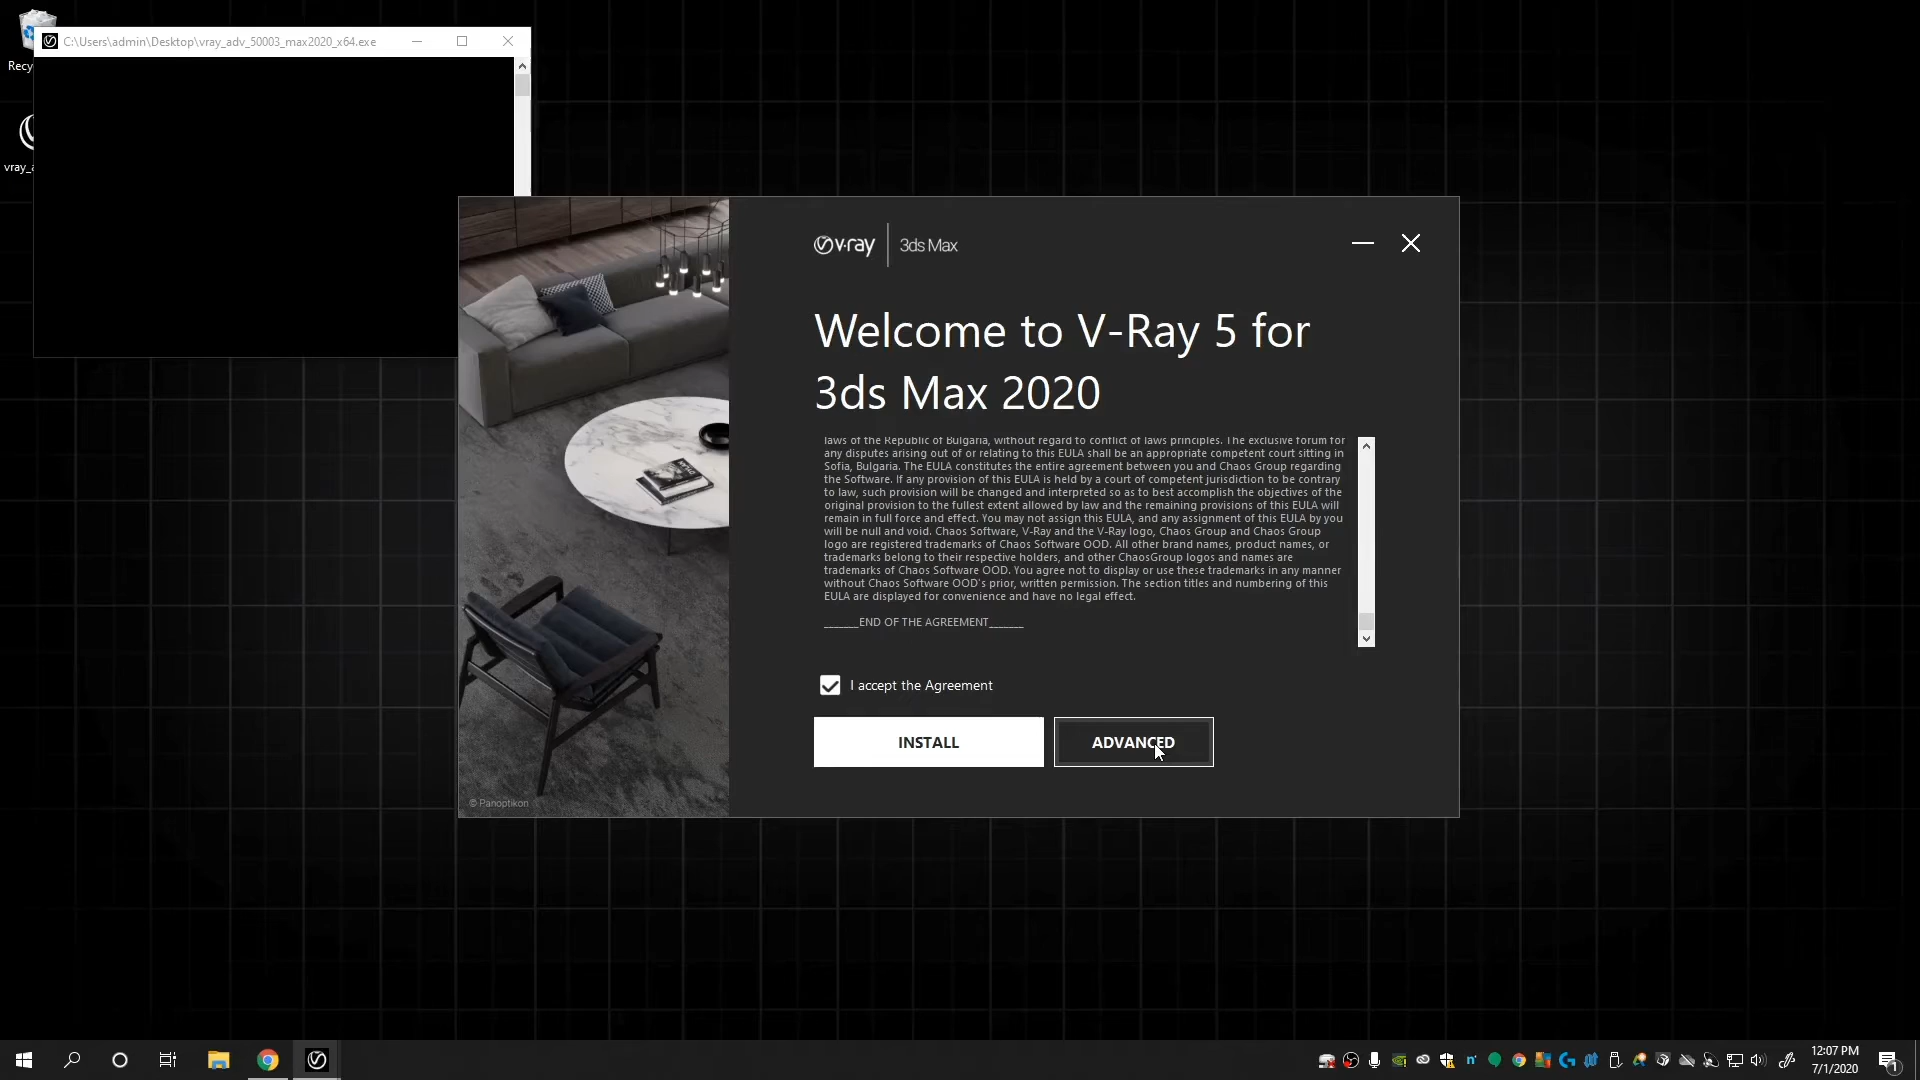 Recy
C:\Users\admin\Desktop\vray_adv_50003_max2020_x64.exe
vray_a
v·ray | 3ds Max
Welcome to V-Ray 5 for
3ds Max 2020
laws of the Republic of Bulgaria, without regard to conflict of laws principles. The exclusive forum for
any disputes arising out of or relating to this EULA shall be an appropriate competent court sitting in
Sofia, Bulgaria. The EULA constitutes the entire agreement between you and Chaos Group regarding
the Software. If any provision of this EULA is held by a court of competent jurisdiction to be contrary
to law, such provision will be changed and interpreted so as to best accomplish the objectives of the
original provision to the fullest extent allowed by law and the remaining provisions of this EULA will
remain in full force and effect. You may not assign this EULA, and any assignment of this EULA by you
will be null and void. Chaos Software, V-Ray and the V-Ray logo, Chaos Group and Chaos Group
logo are registered trademarks of Chaos Software OOD. All other brand names, product names, or
trademarks belong to their respective holders, and other ChaosGroup logos and names are
trademarks of Chaos Software OOD. You agree not to display or use these trademarks in any manner
without Chaos Software OOD's prior, written permission. The section titles and numbering of this
EULA are displayed for convenience and have no legal effect.
_______END OF THE AGREEMENT_______
I accept the Agreement
INSTALL
ADVANCED
© Panoptikon
12:07 PM
7/1/2020
1